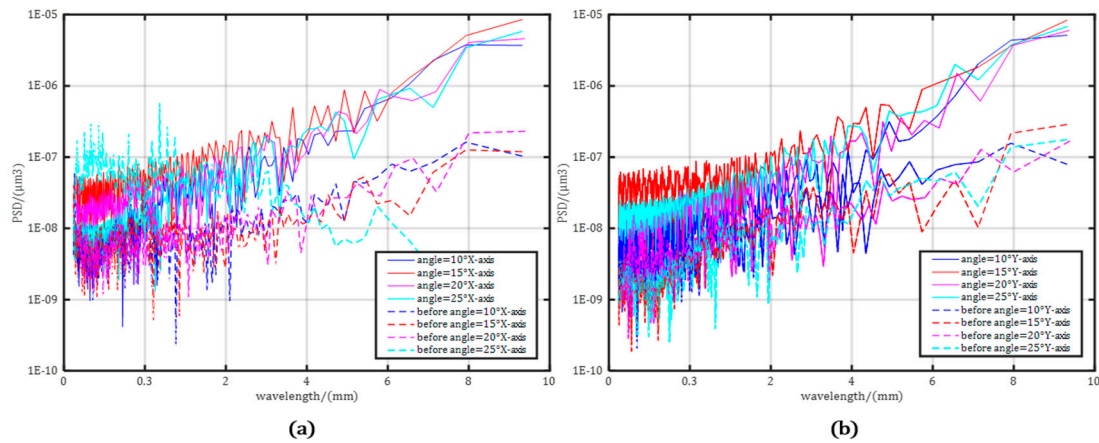 1E-05
1E-06
1E-07
1E-08
1E-09
1E-10
PSD/(μm3)
0 0.3 2 4 6 8 10
wavelength/(mm)
angle=10°X-axis
angle=15°X-axis
angle=20°X-axis
angle=25°X-axis
before angle=10°X-axis
before angle=15°X-axis
before angle=20°X-axis
before angle=25°X-axis
(a)
1E-05
1E-06
1E-07
1E-08
1E-09
1E-10
PSD/(μm3)
0 0.3 2 4 6 8 10
wavelength/(mm)
angle=10°Y-axis
angle=15°Y-axis
angle=20°Y-axis
angle=25°Y-axis
before angle=10°Y-axis
before angle=15°Y-axis
before angle=20°Y-axis
before angle=25°Y-axis
(b)